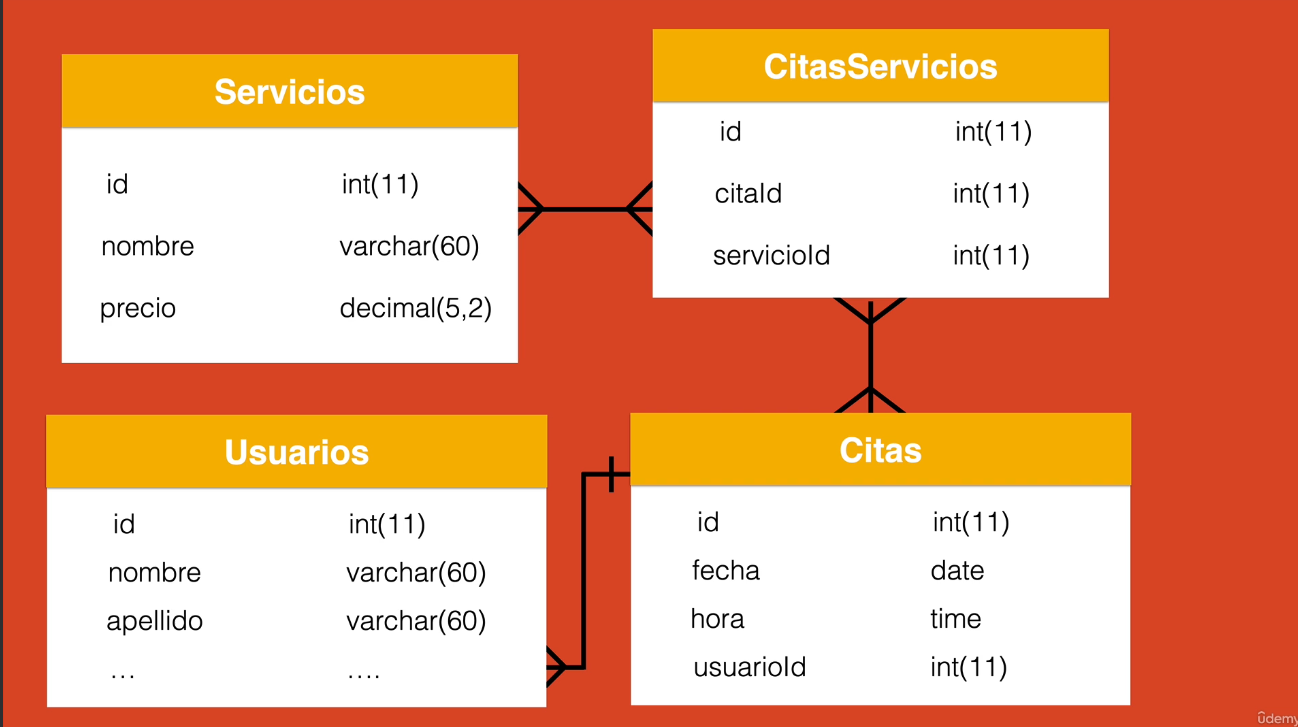 Servicios
id int(11)
nombre varchar(60)
precio decimal(5,2)
CitasServicios
id int(11)
citaId int(11)
servicioId int(11)
Usuarios
id int(11)
nombre varchar(60)
apellido varchar(60)
... ....
Citas
id int(11)
fecha date
hora time
usuarioId int(11)
ûdemy